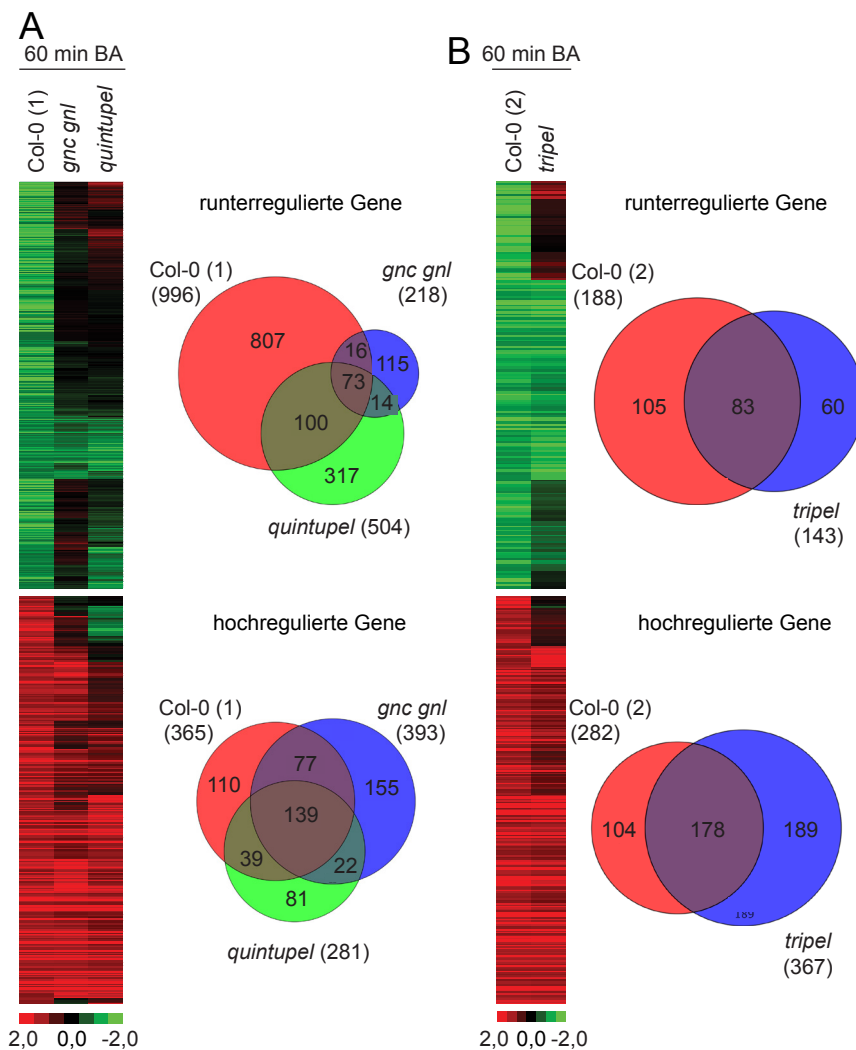 A
60 min BA
Col-0 (1)
gnc gnl
quintupel
runterregulierte Gene
Col-0 (1)
(996)
gnc gnl
(218)
807
16
115
73
14
100
317
quintupel (504)
hochregulierte Gene
Col-0 (1)
(365)
gnc gnl
(393)
77
110
155
139
39
22
81
quintupel (281)
2,0 0,0 -2,0
B
60 min BA
Col-0 (2)
tripel
runterregulierte Gene
Col-0 (2)
(188)
105
83
60
tripel
(143)
hochregulierte Gene
Col-0 (2)
(282)
104
178
189
189
tripel
(367)
2,0 0,0 -2,0